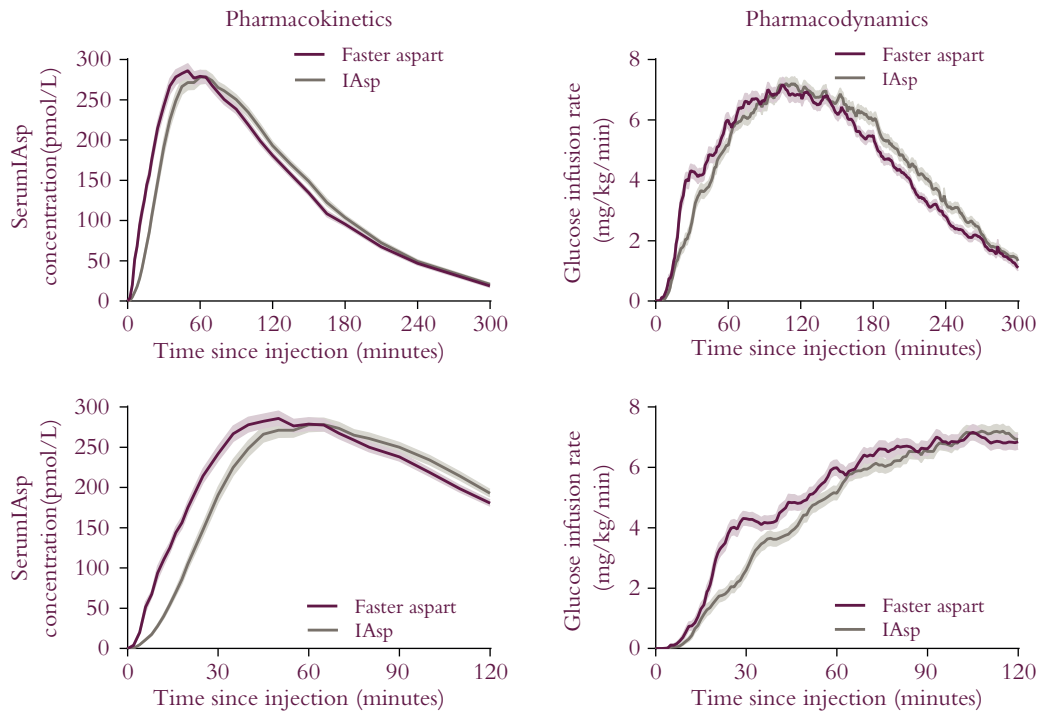 Pharmacokinetics
Pharmacodynamics
SerumIAsp
concentration(pmol/L)
300
250
200
150
100
50
0
Faster aspart
IAsp
0 60 120 180 240 300
Time since injection (minutes)
Glucose infusion rate
(mg/kg/min)
8
6
4
2
0
Faster aspart
IAsp
0 60 120 180 240 300
Time since injection (minutes)
SerumIAsp
concentration(pmol/L)
300
250
200
150
100
50
0
Faster aspart
IAsp
0 30 60 90 120
Time since injection (minutes)
Glucose infusion rate
(mg/kg/min)
8
6
4
2
0
Faster aspart
IAsp
0 30 60 90 120
Time since injection (minutes)